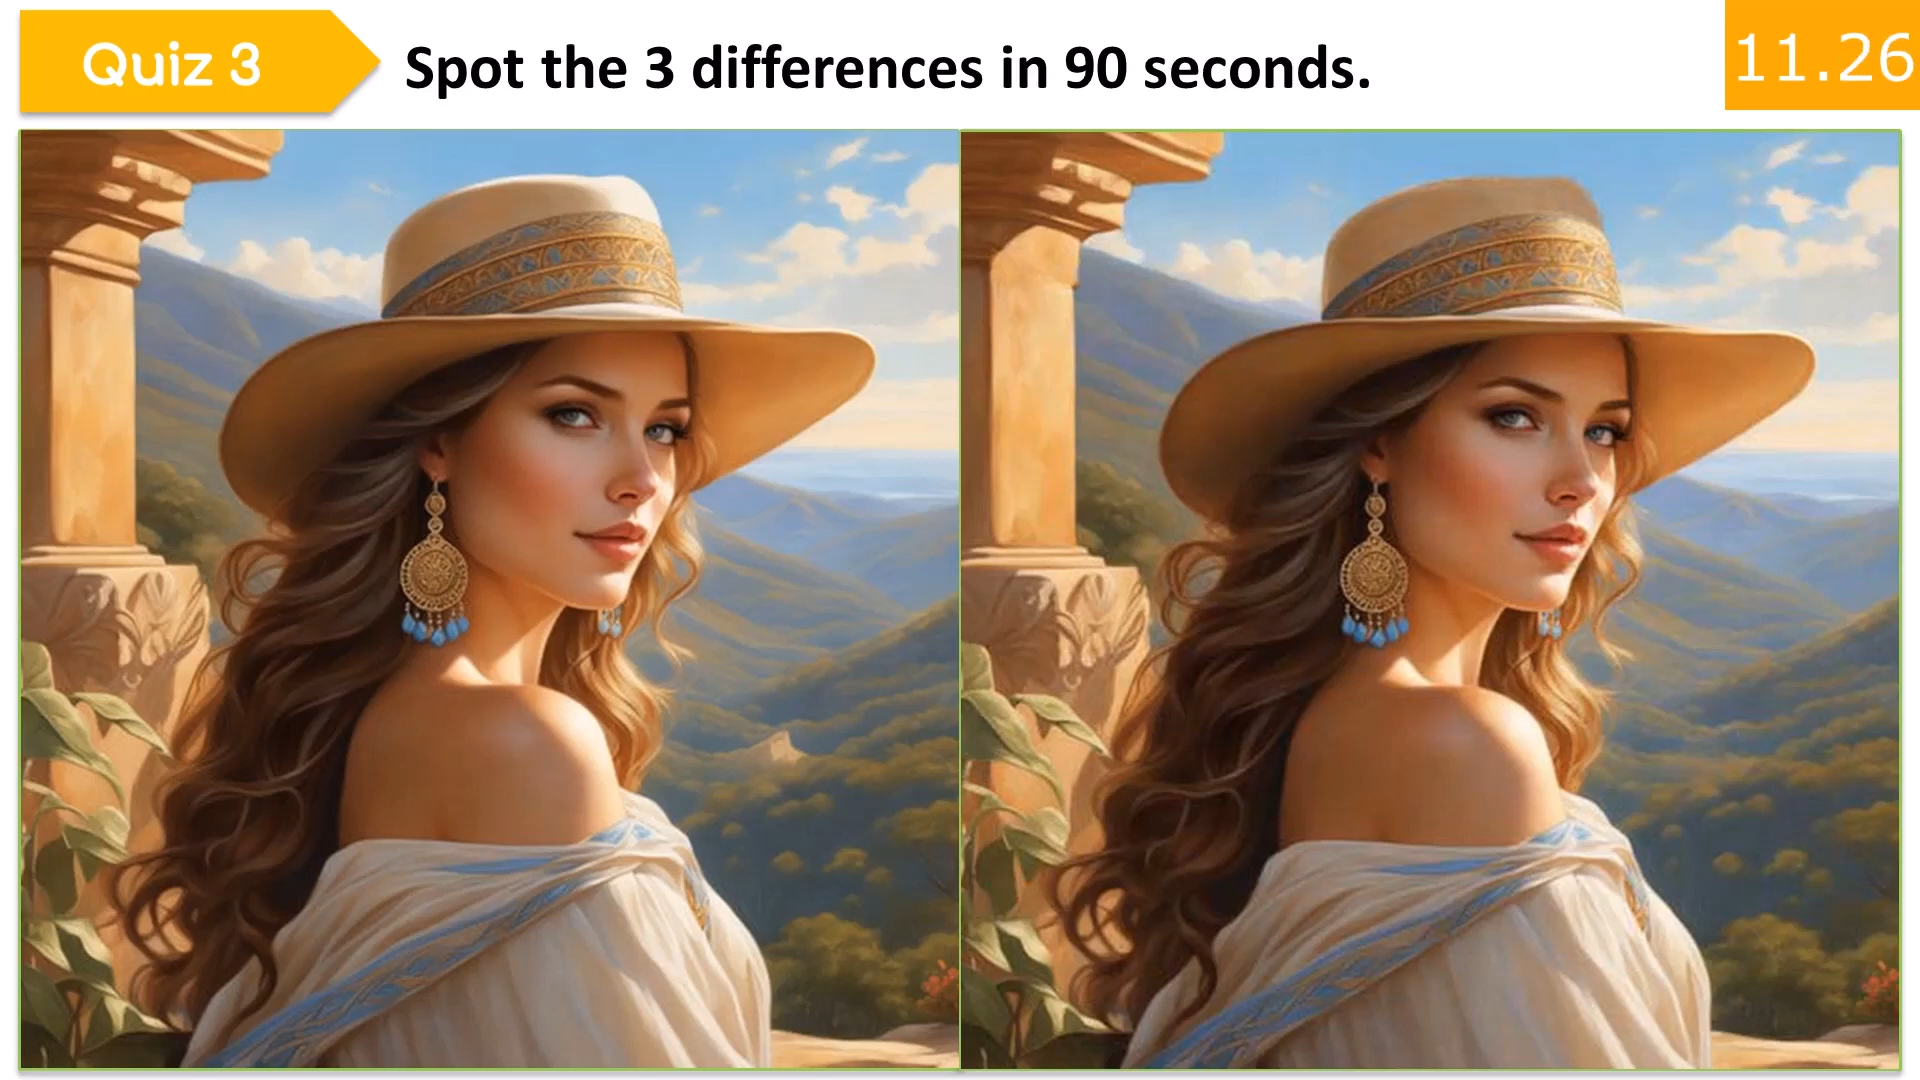 Quiz 3
Spot the 3 differences in 90 seconds.
11.26